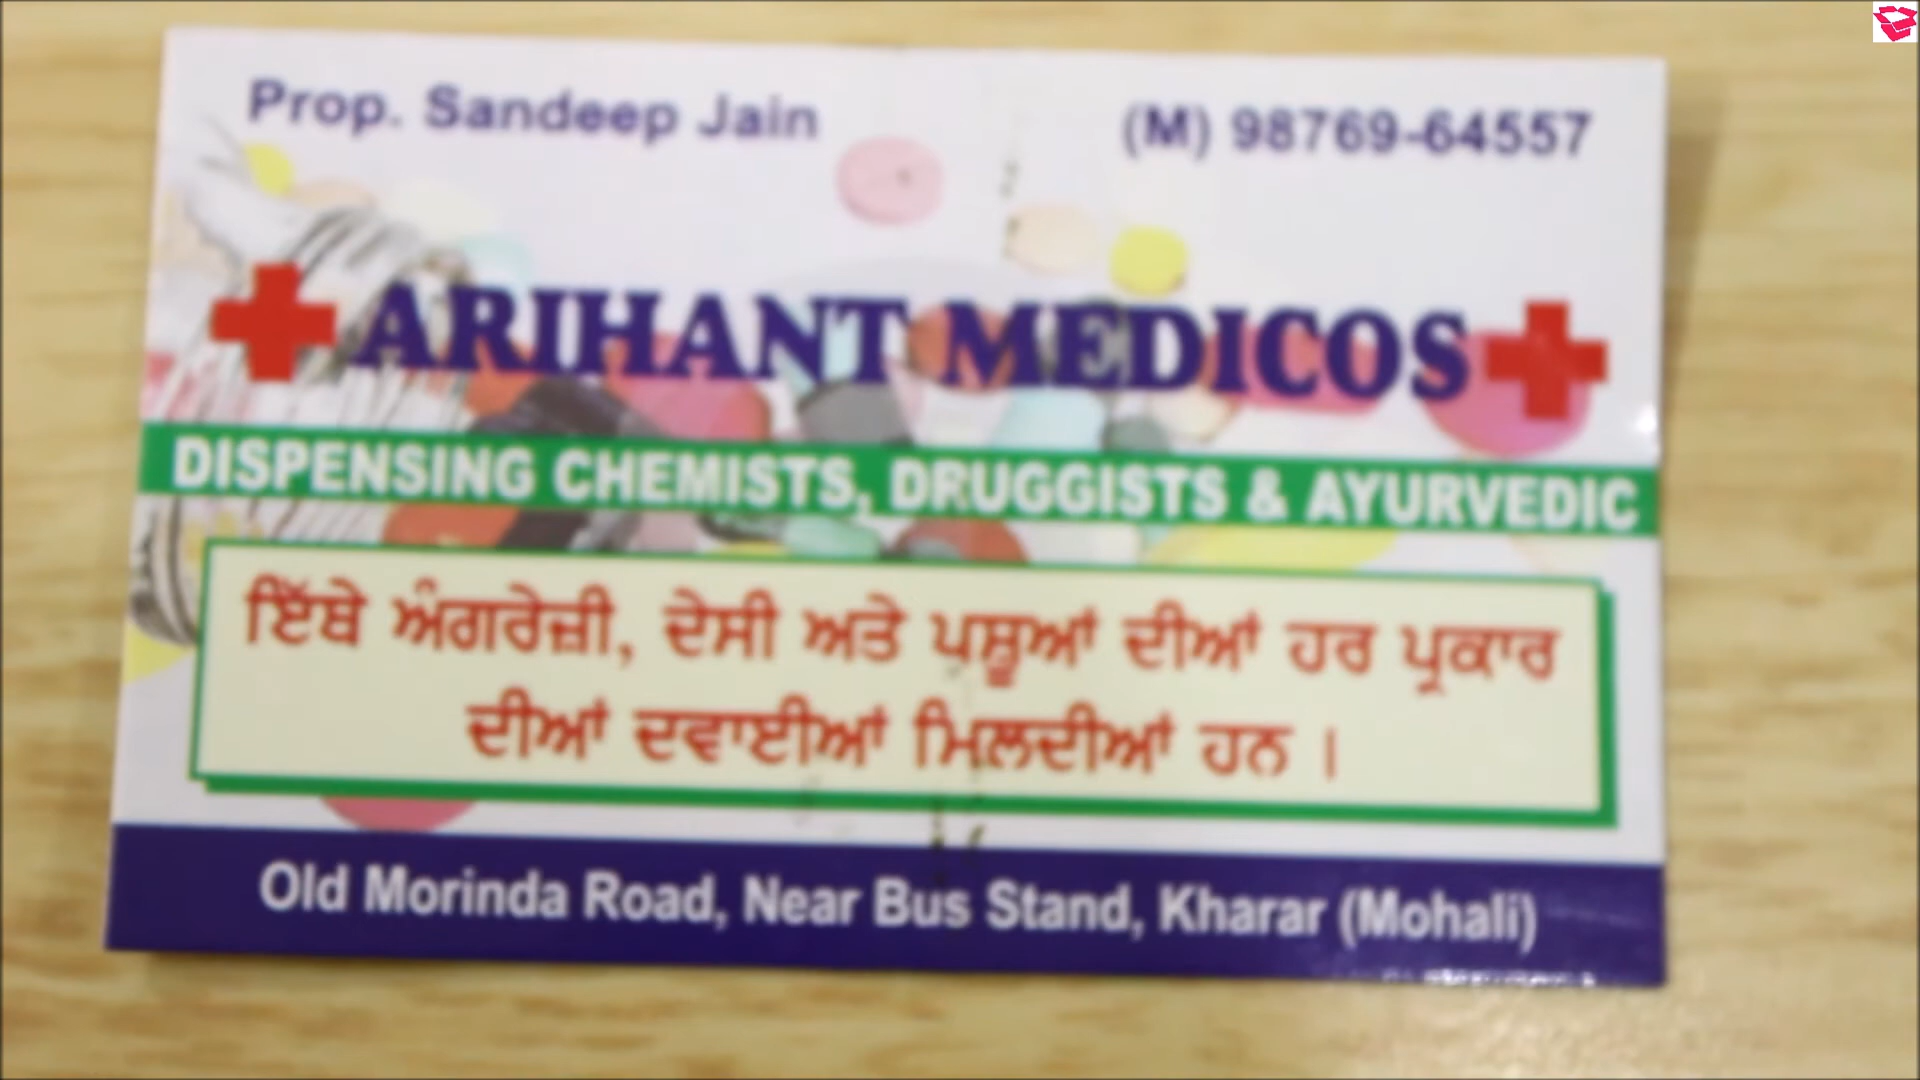 Prop. Sandeep Jain (M) 98769-64557
ARIHANT MEDICOS
DISPENSING CHEMISTS, DRUGGISTS & AYURVEDIC
ਇੱਥੇ ਅੰਗਰੇਜ਼ੀ, ਦੇਸੀ ਅਤੇ ਪਸ਼ੂਆਂ ਦੀਆਂ ਹਰ ਪ੍ਰਕਾਰ
ਦੀਆਂ ਦਵਾਈਆਂ ਮਿਲਦੀਆਂ ਹਨ ।
Old Morinda Road, Near Bus Stand, Kharar (Mohali)